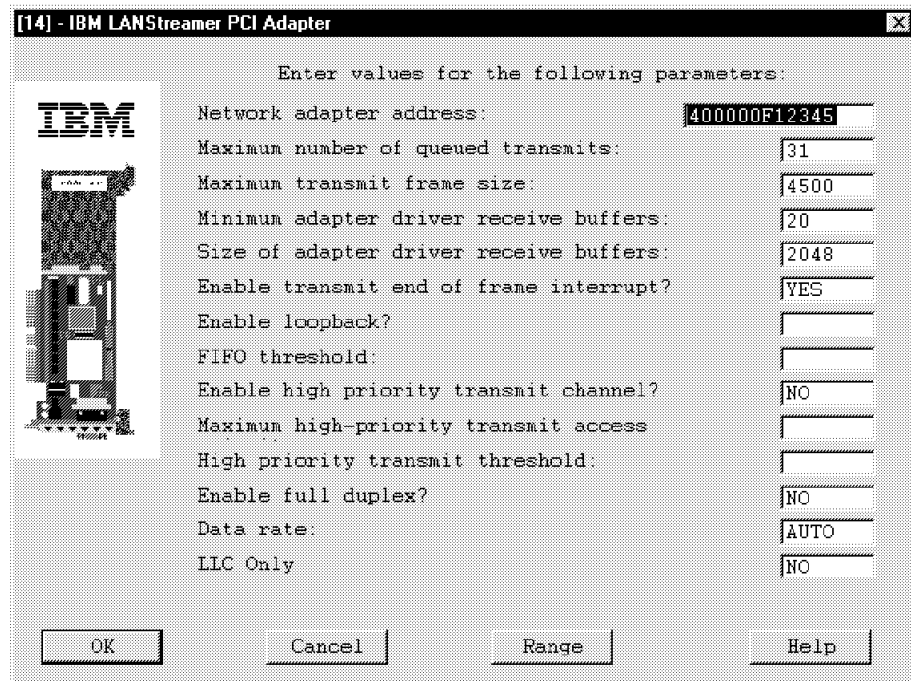 [14] - IBM LANStreamer PCI Adapter
Enter values for the following parameters:
IBM
Network adapter address: 400000F12345
Maximum number of queued transmits: 31
Maximum transmit frame size: 4500
Minimum adapter driver receive buffers: 20
Size of adapter driver receive buffers: 2048
Enable transmit end of frame interrupt? YES
Enable loopback?
FIFO threshold:
Enable high priority transmit channel? NO
Maximum high-priority transmit access
High priority transmit threshold:
Enable full duplex? NO
Data rate: AUTO
LLC Only NO
OK Cancel Range Help